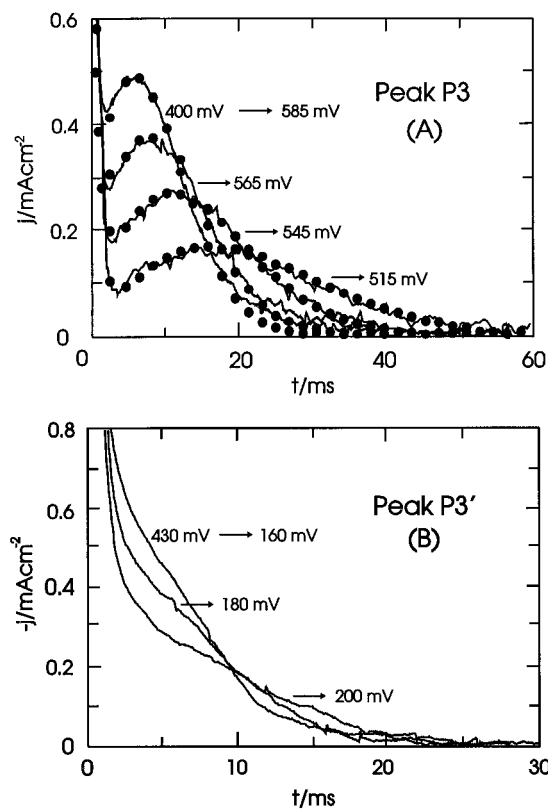 0.6
0.4
0.2
0
j/mAcm-2
Peak P3
(A)
400 mV → 585 mV
→ 565 mV
→ 545 mV
→ 515 mV
0 20 40 60
t/ms
0.8
0.6
0.4
0.2
0
-j/mAcm-2
Peak P3′
(B)
430 mV → 160 mV
→ 180 mV
→ 200 mV
0 10 20 30
t/ms